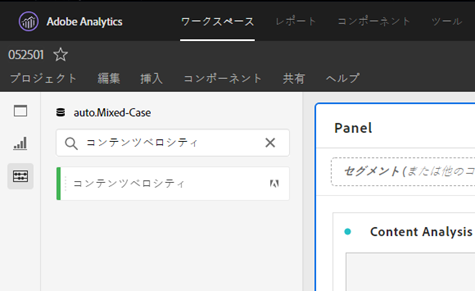 Adobe Analytics ワークスペース レポート コンポーネント ツール
052501
プロジェクト 編集 挿入 コンポーネント 共有 ヘルプ
auto.Mixed-Case
コンテンツベロシティ
コンテンツベロシティ
Panel
セグメント (または他のコ
Content Analysis